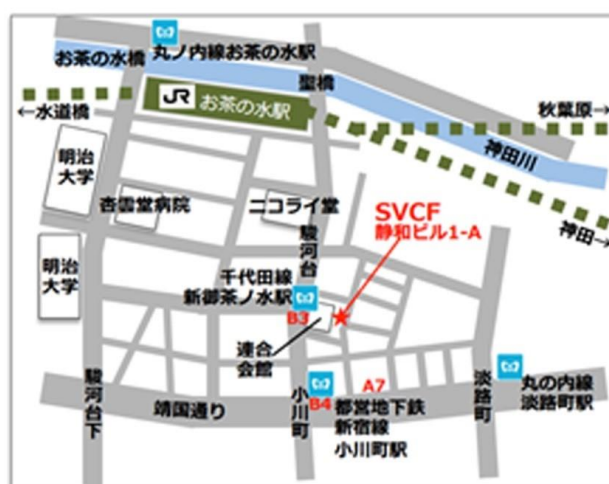 丸ノ内線お茶の水駅
お茶の水橋
聖橋
JR お茶の水駅
←水道橋
秋葉原→
神田川
明治
大学
杏雲堂病院
ニコライ堂
SVCF
静和ビル1-A
神田→
駿河台
明治
大学
千代田線
新御茶ノ水駅
B3
連合
会館
A7
丸の内線
淡路町駅
淡路町
駿河台下
靖国通り
小川町
B4
都営地下鉄
新宿線
小川町駅